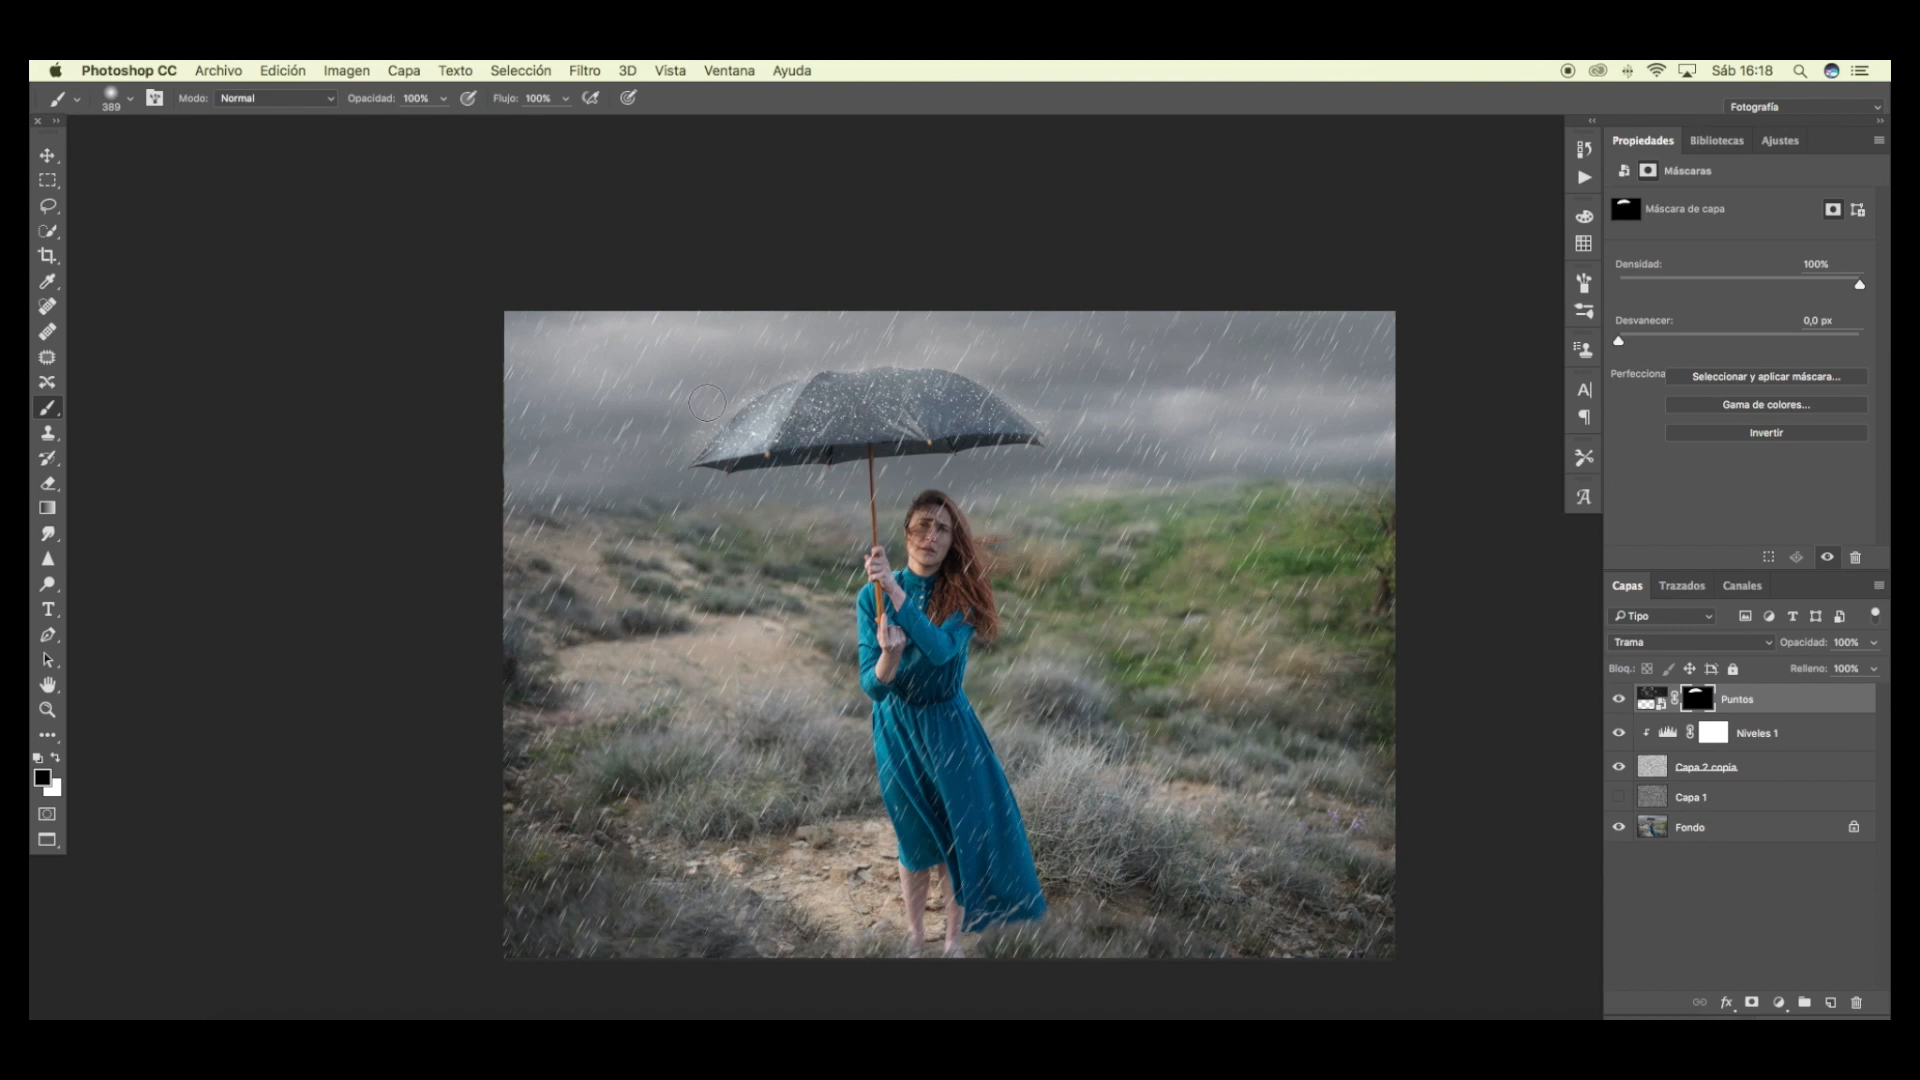 Photoshop CC Archivo Edición Imagen Capa Texto Selección Filtro 3D Vista Ventana Ayuda Sáb 16:18
389 Modo: Normal Opacidad: 100% Flujo: 100%
Fotografía
Propiedades Bibliotecas Ajustes
Máscaras
Máscara de capa
Densidad: 100%
Desvanecer: 0,0 px
Perfecciona Seleccionar y aplicar máscara...
Gama de colores...
Invertir
Capas Trazados Canales
Tipo
Trama Opacidad: 100%
Bloq.: Relleno: 100%
Puntos
Niveles 1
Capa 2 copia
Capa 1
Fondo
fx